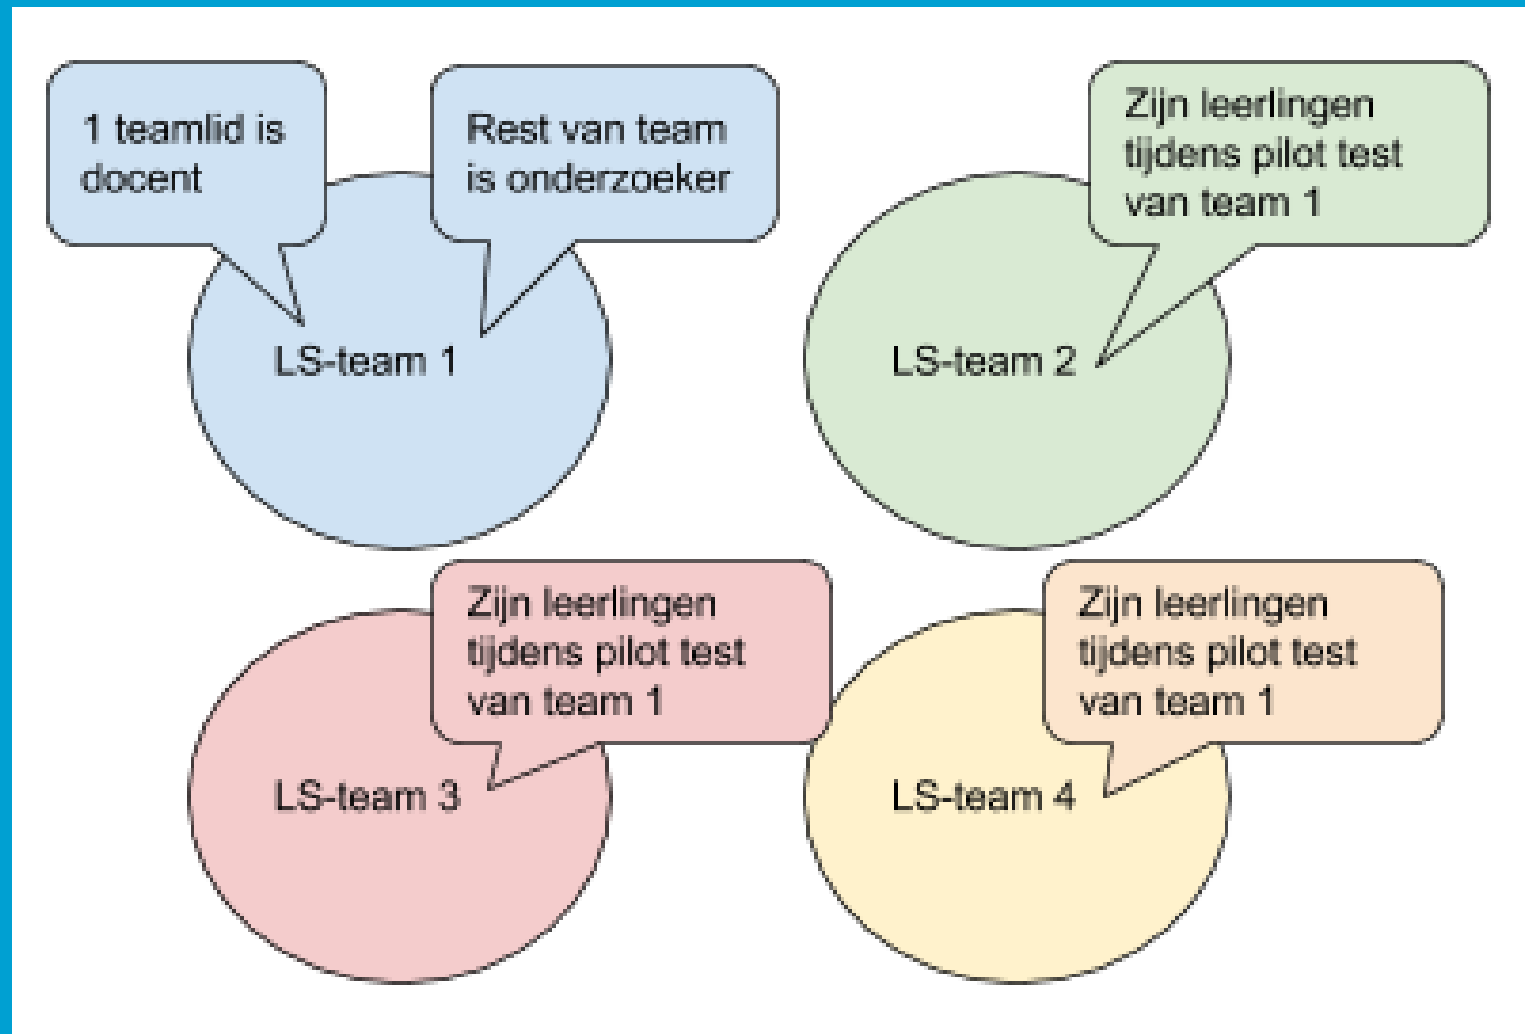 1 teamlid is
docent
Rest van team
is onderzoeker
LS-team 1
Zijn leerlingen
tijdens pilot test
van team 1
LS-team 2
Zijn leerlingen
tijdens pilot test
van team 1
LS-team 3
Zijn leerlingen
tijdens pilot test
van team 1
LS-team 4